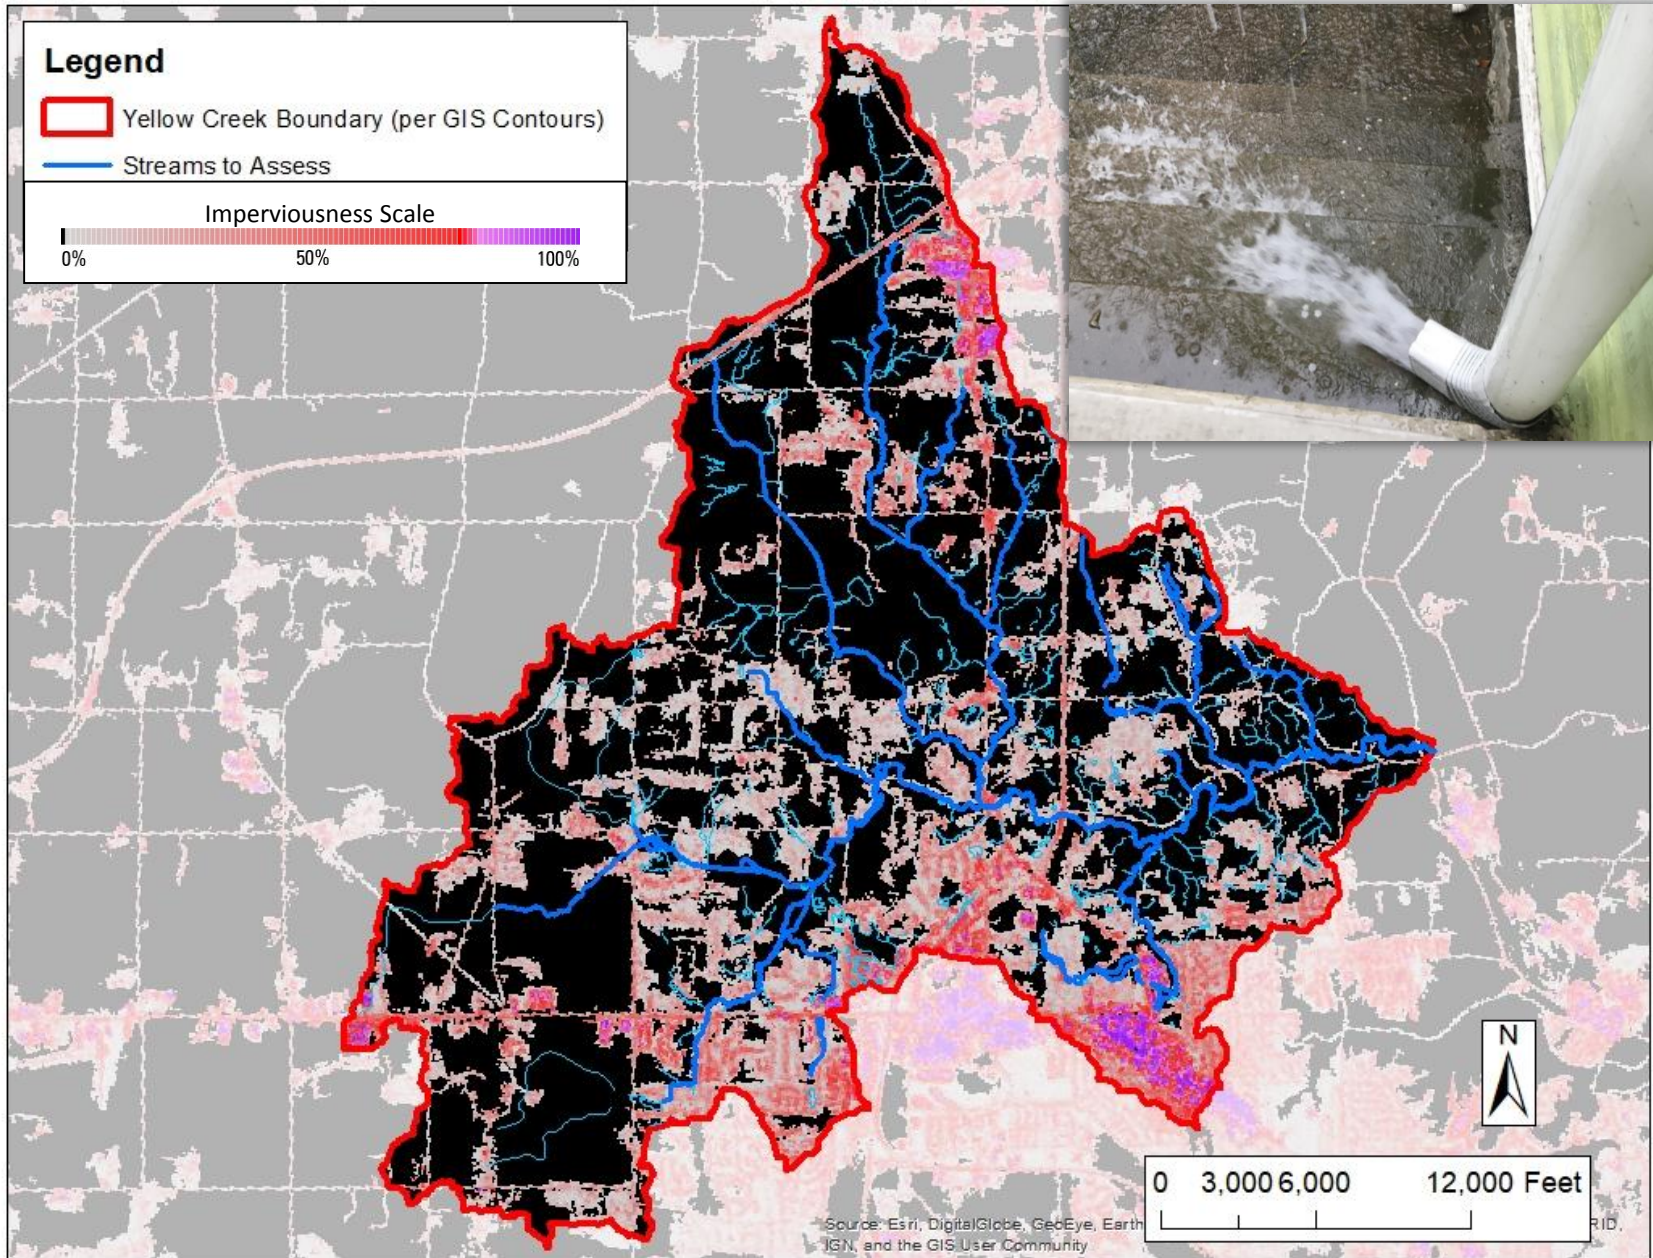 Legend
Yellow Creek Boundary (per GIS Contours)
Streams to Assess
Imperviousness Scale
0% 50% 100%
N
0 3,000 6,000 12,000 Feet
Source: Esri, DigitalGlobe, GeoEye, Earth
RID,
IGN, and the GIS User Community